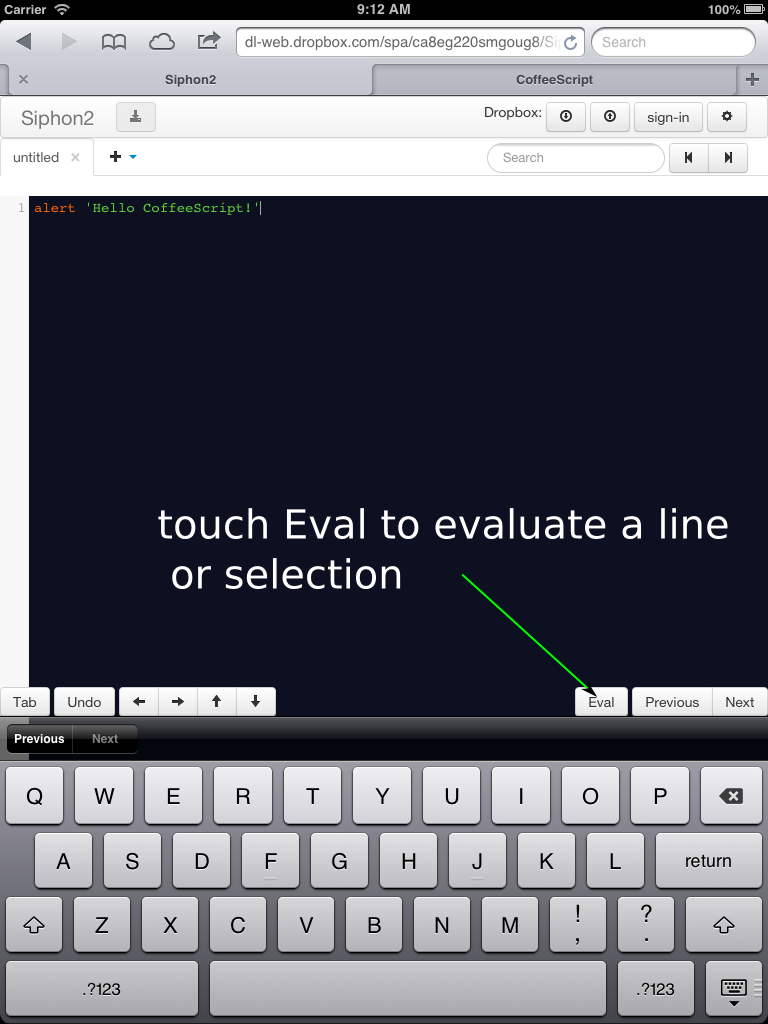 Carrier 9:12 AM 100%
dl-web.dropbox.com/spa/ca8eg220smgoug8/Si Search
Siphon2 CoffeeScript
Siphon2 Dropbox: sign-in
untitled Search
1 alert 'Hello CoffeeScript!'
touch Eval to evaluate a line
or selection
Tab Undo Eval Previous Next
Previous Next
Q W E R T Y U I O P
A S D F G H J K L return
Z X C V B N M ! , ? .
.?123 .?123